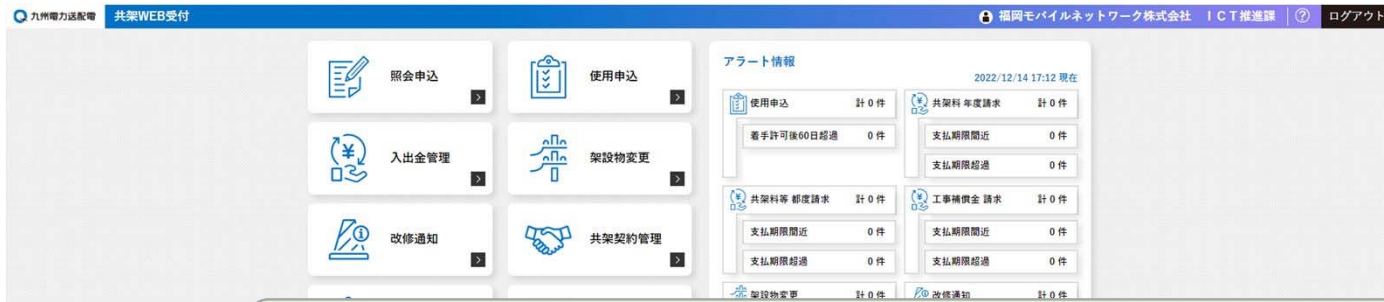 九州電力送配電
共架WEB受付
福岡モバイルネットワーク株式会社 ICT推進課
?
ログアウト
照会申込
使用申込
入出金管理
架設物変更
改修通知
共架契約管理
アラート情報
2022/12/14 17:12 現在
使用申込 計 0 件
着手許可後60日超過 0 件
共架料 年度請求 計 0 件
支払期限間近 0 件
支払期限超過 0 件
共架料等 都度請求 計 0 件
支払期限間近 0 件
支払期限超過 0 件
工事補償金 請求 計 0 件
支払期限間近 0 件
支払期限超過 0 件
架設物変更 計 0 件
改修通知 計 0 件